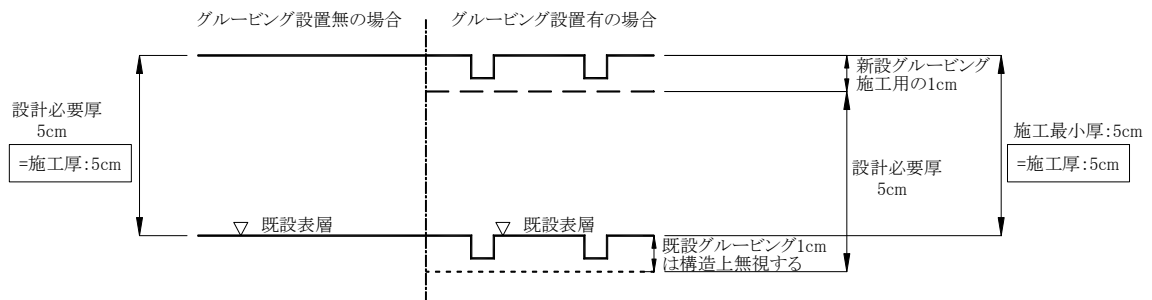 グルービング設置無の場合
グルービング設置有の場合
設計必要厚
5cm
=施工厚:5cm
新設グルービング
施工用の1cm
設計必要厚
5cm
施工最小厚:5cm
=施工厚:5cm
既設表層
既設表層
既設グルービング1cm
は構造上無視する